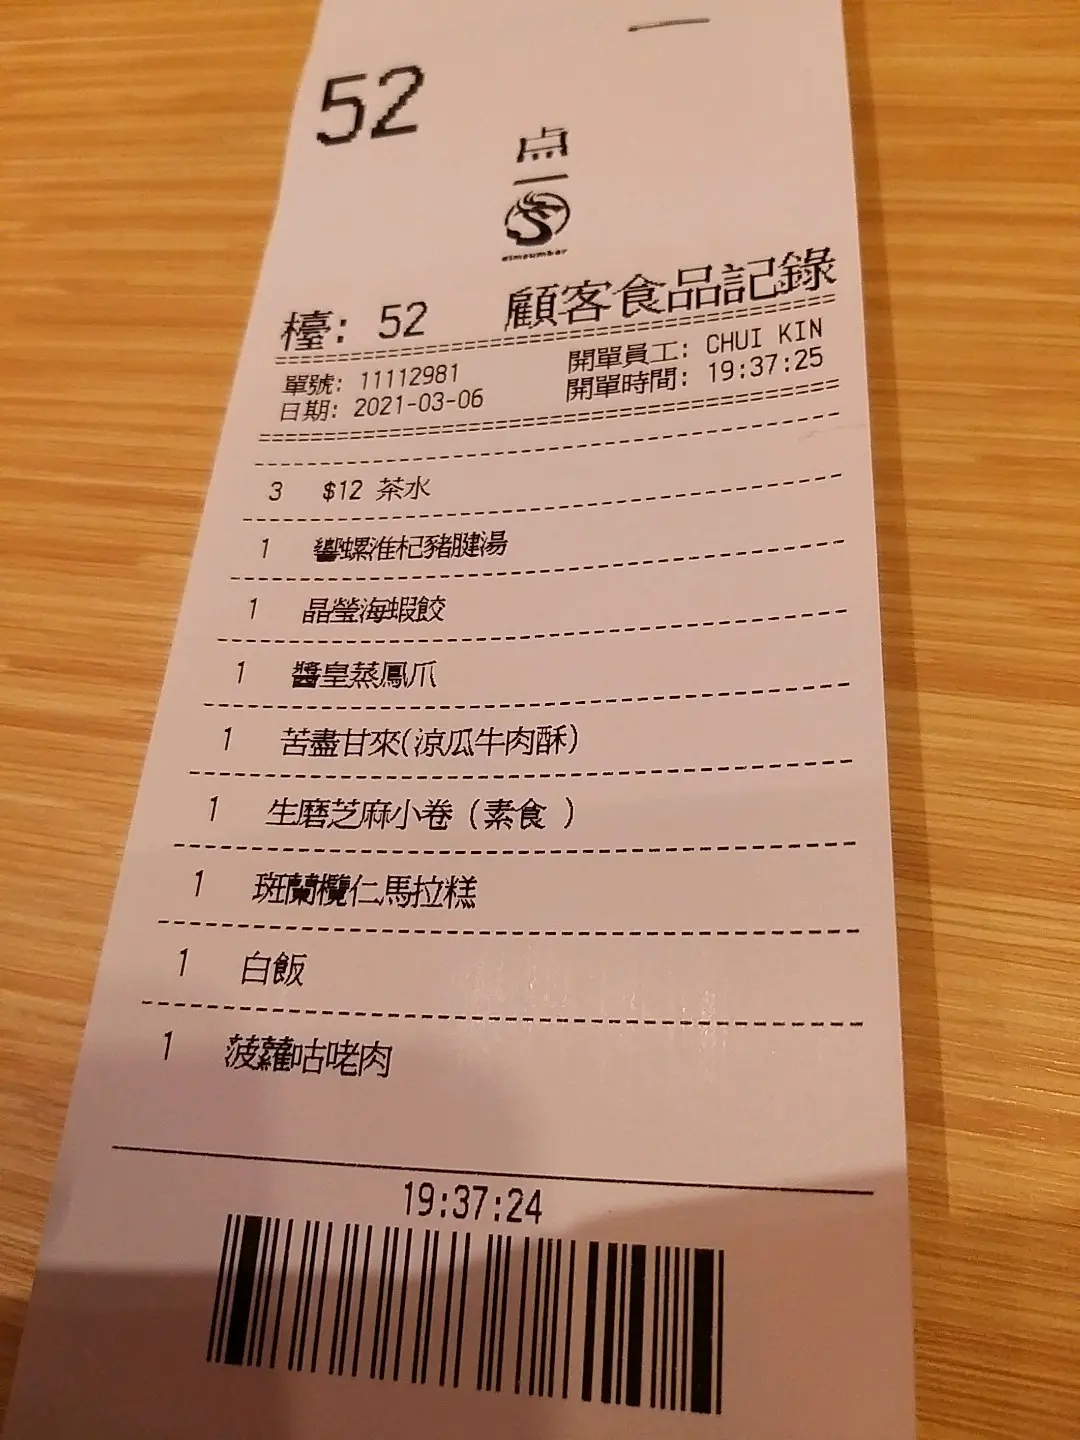 52
点
一
dimsumbar
檯: 52 顧客食品記錄
單號: 11112981 開單員工: CHUI KIN
日期: 2021-03-06 開單時間: 19:37:25
3 $12 茶水
1 響螺淮杞豬腱湯
1 晶瑩海蝦餃
1 醬皇蒸鳳爪
1 苦盡甘來(涼瓜牛肉酥)
1 生磨芝麻小卷 (素食 )
1 斑蘭欖仁馬拉糕
1 白飯
1 菠蘿咕咾肉
19:37:24